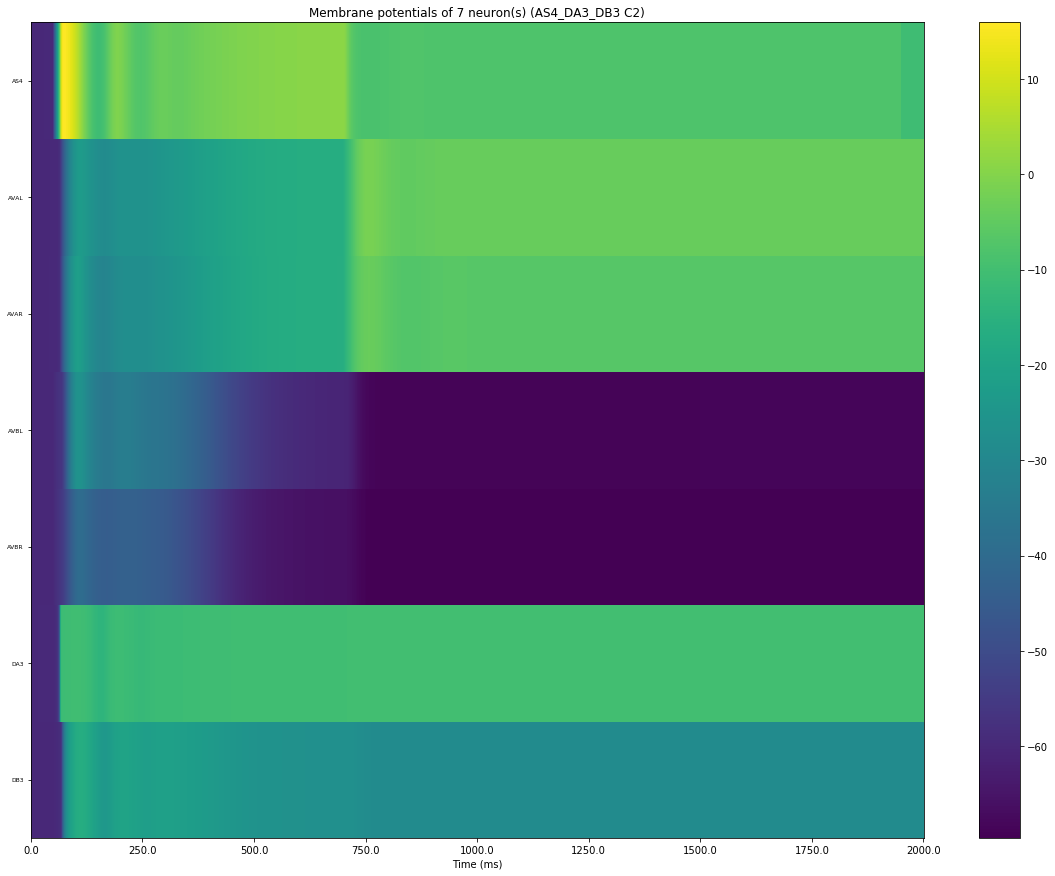 Membrane potentials of 7 neuron(s) (AS4_DA3_DB3 C2)
AS4
AVAL
AVAR
AVBL
AVBR
DA3
DB3
0.0 250.0 500.0 750.0 1000.0 1250.0 1500.0 1750.0 2000.0
Time (ms)
10
0
−10
−20
−30
−40
−50
−60